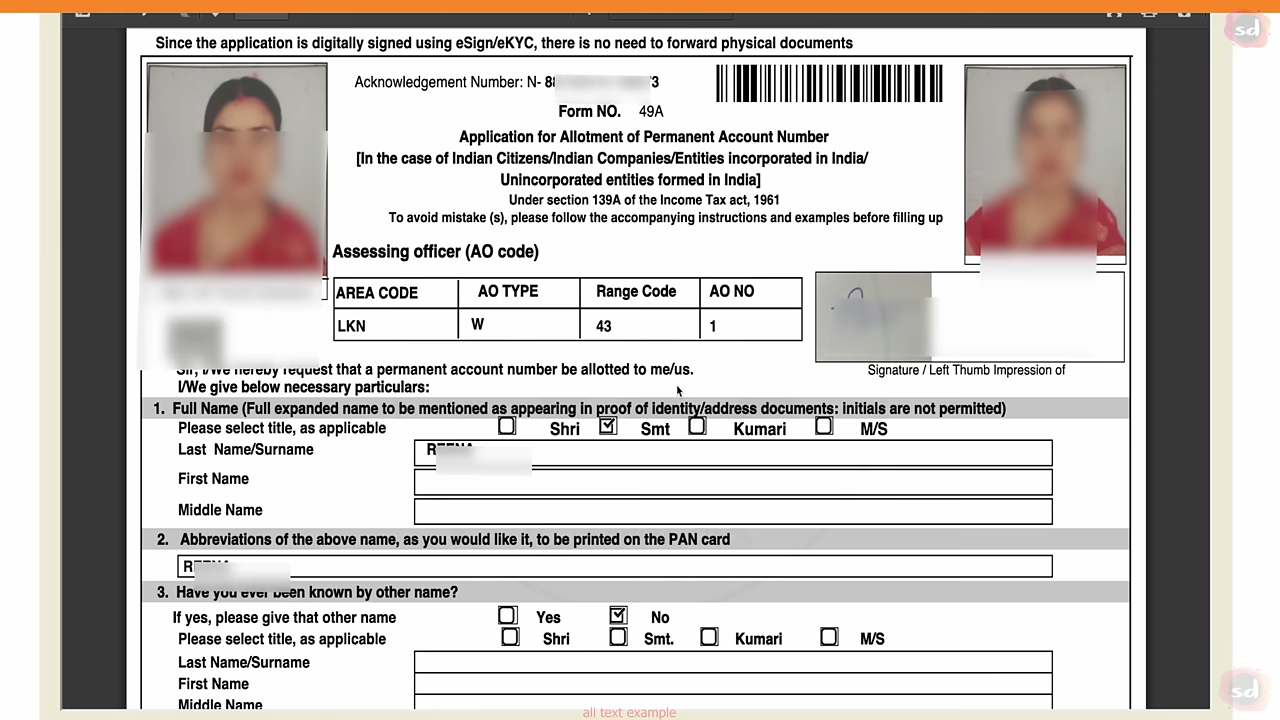 Since the application is digitally signed using eSign/eKYC, there is no need to forward physical documents
Acknowledgement Number: N- 88 3
Form NO. 49A
Application for Allotment of Permanent Account Number
[In the case of Indian Citizens/Indian Companies/Entities incorporated in India/
Unincorporated entities formed in India]
Under section 139A of the Income Tax act, 1961
To avoid mistake (s), please follow the accompanying instructions and examples before filling up
Assessing officer (AO code)
AREA CODE AO TYPE Range Code AO NO
LKN W 43 1
Sir, I/We hereby request that a permanent account number be allotted to me/us.
Signature / Left Thumb Impression of
I/We give below necessary particulars:
1. Full Name (Full expanded name to be mentioned as appearing in proof of identity/address documents: initials are not permitted)
Please select title, as applicable Shri Smt Kumari M/S
Last Name/Surname
First Name
Middle Name
2. Abbreviations of the above name, as you would like it, to be printed on the PAN card
3. Have you ever been known by other name?
If yes, please give that other name Yes No
Please select title, as applicable Shri Smt. Kumari M/S
Last Name/Surname
First Name
Middle Name
all text example
sd
sd